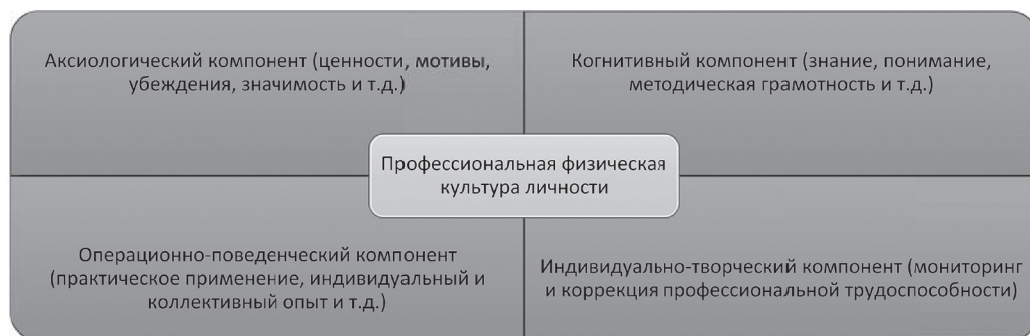 Аксиологический компонент (ценности, мотивы,
убеждения, значимость и т.д.)
Когнитивный компонент (знание, понимание,
методическая грамотность и т.д.)
Профессиональная физическая
культура личности
Операционно-поведенческий компонент
(практическое применение, индивидуальный и
коллективный опыт и т.д.)
Индивидуально-творческий компонент (мониторинг
и коррекция профессиональной трудоспособности)